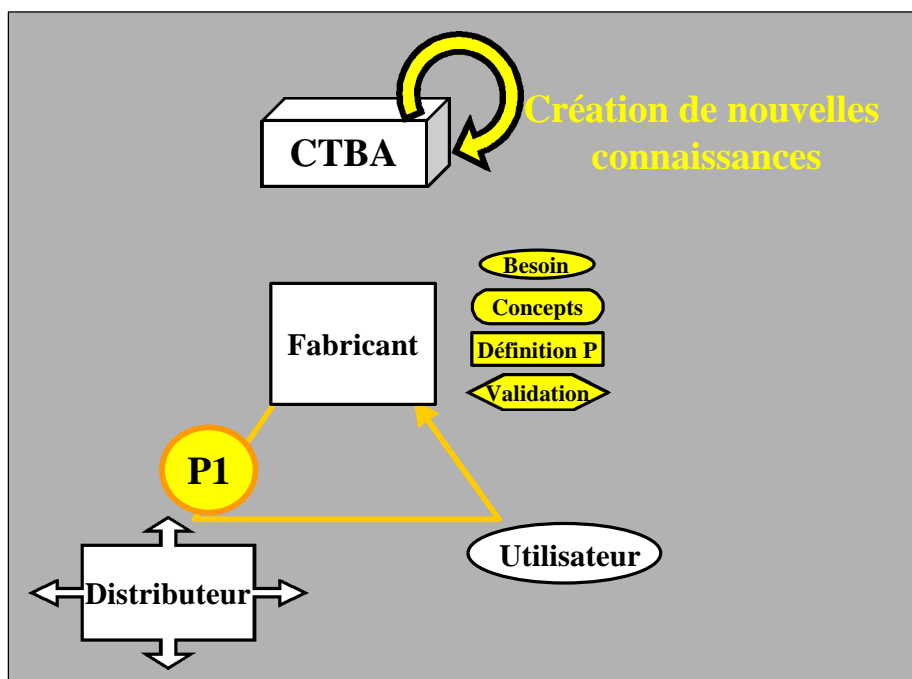 Création de nouvelles
connaissances
CTBA
Besoin
Concepts
Définition P
Validation
Fabricant
P1
Utilisateur
Distributeur